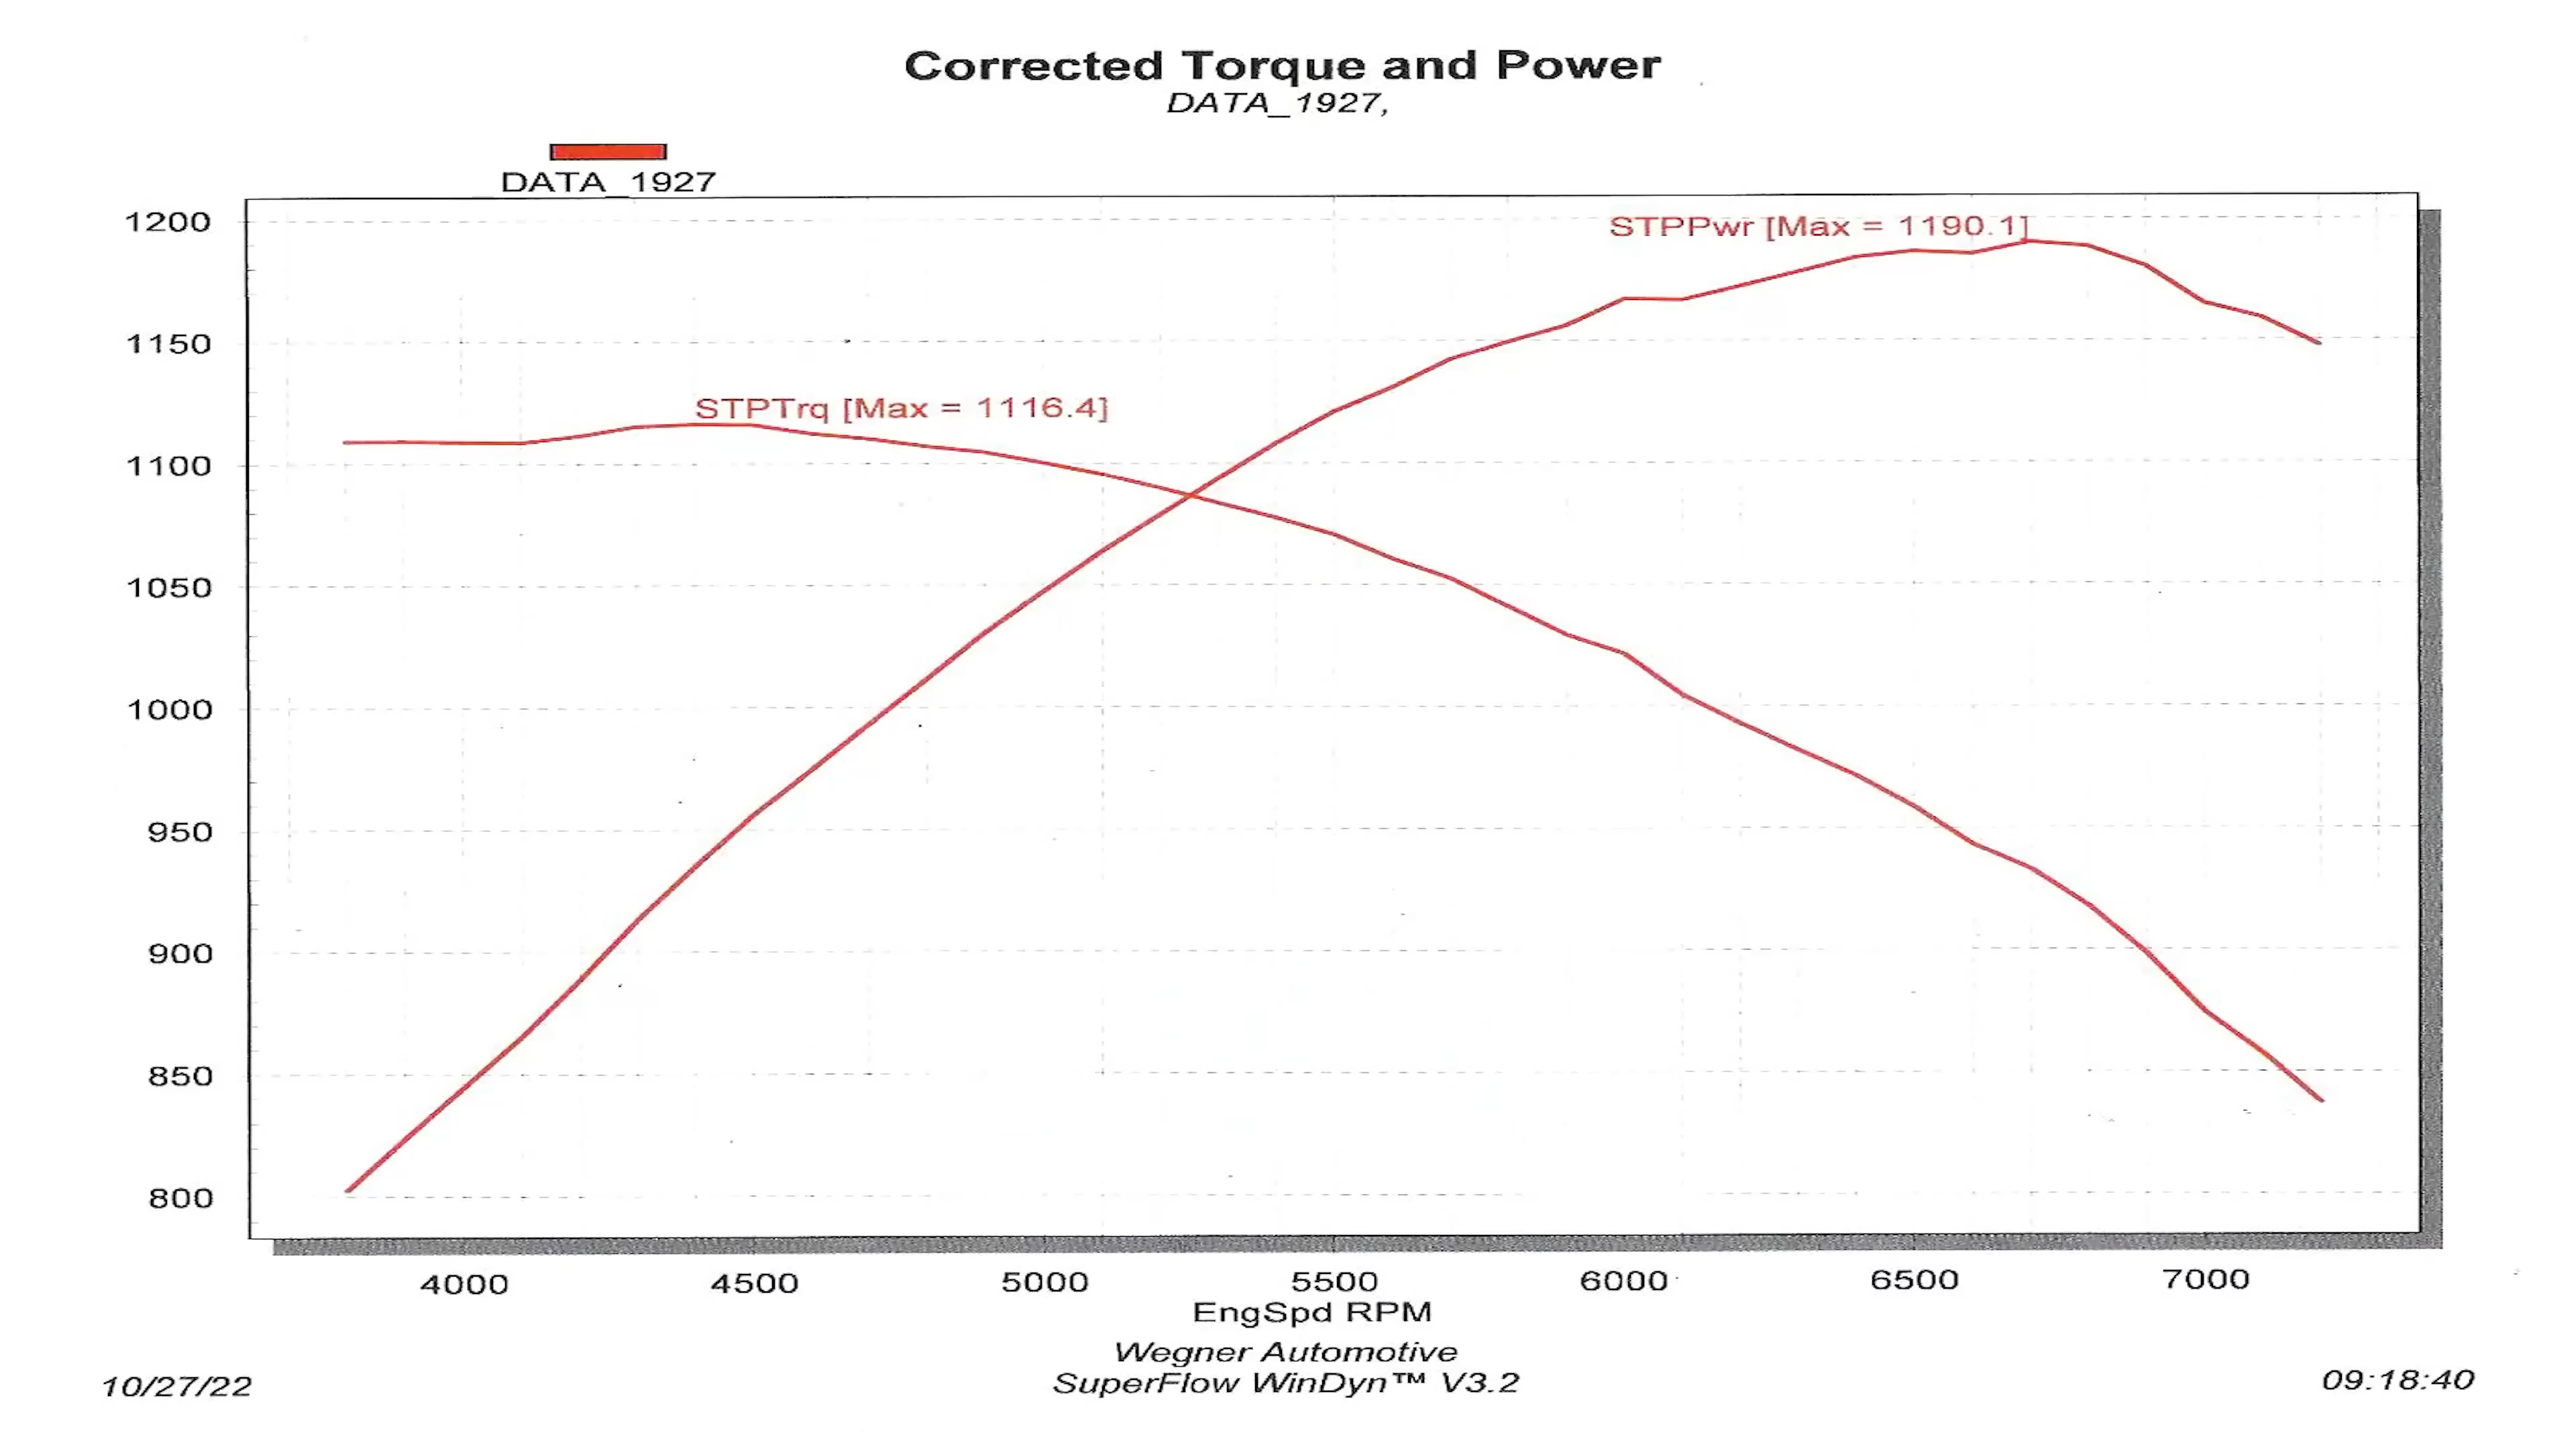 Corrected Torque and Power
DATA_1927,
DATA_1927
STPPwr [Max = 1190.1]
STPTrq [Max = 1116.4]
1200
1150
1100
1050
1000
950
900
850
800
4000 4500 5000 5500 6000 6500 7000
EngSpd RPM
Wegner Automotive
SuperFlow WinDyn™ V3.2
10/27/22
09:18:40